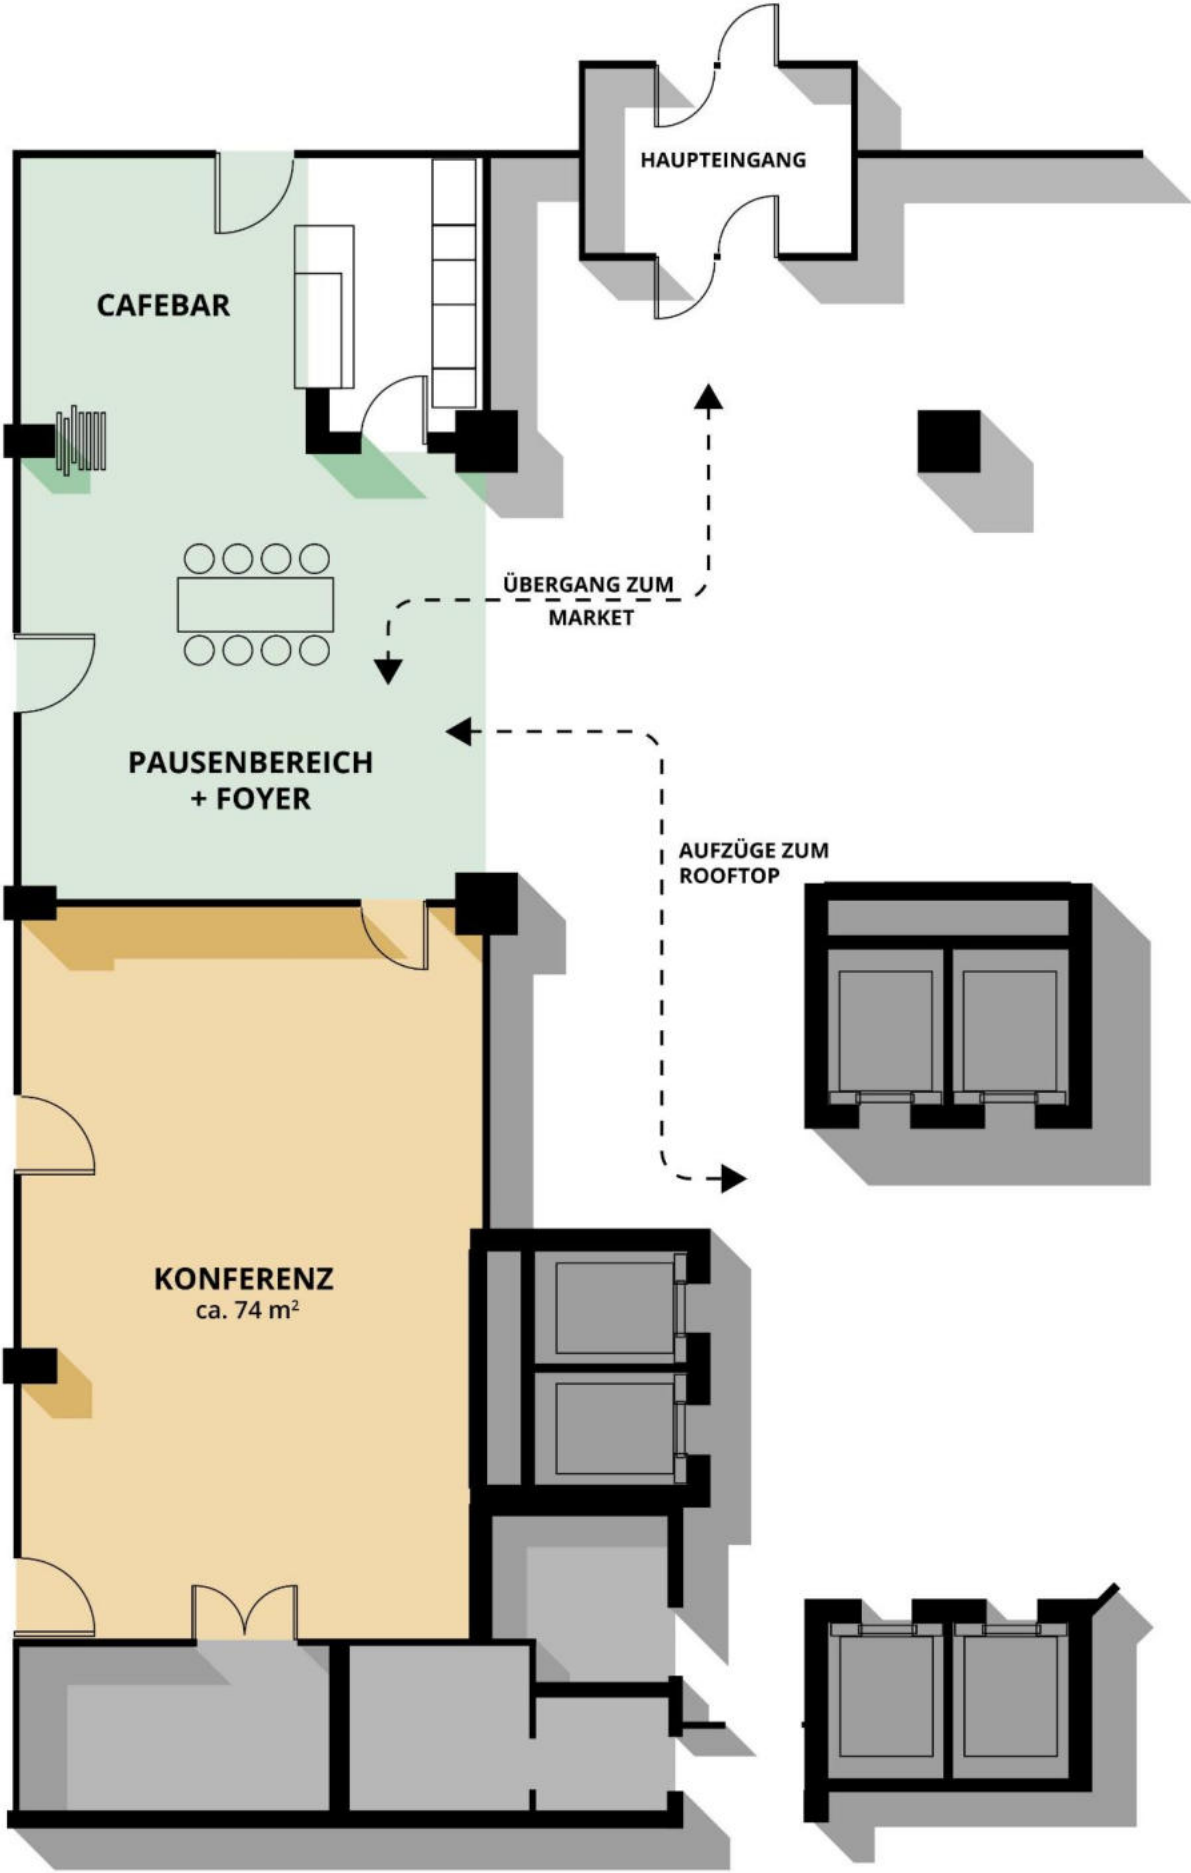 HAUPTEINGANG
CAFEBAR
ÜBERGANG ZUM
MARKET
PAUSENBEREICH
+ FOYER
AUFZÜGE ZUM
ROOFTOP
KONFERENZ
ca. 74 m²